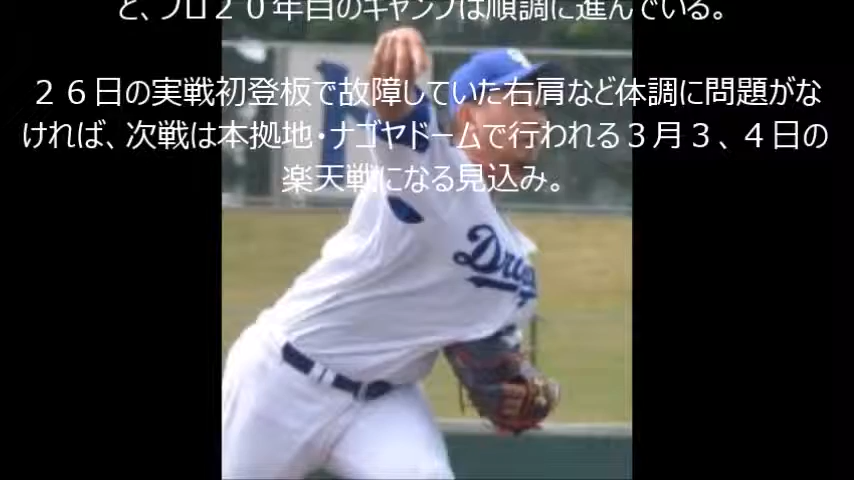 と、プロ２０年目のキャンプは順調に進んでいる。
２６日の実戦初登板で故障していた右肩など体調に問題がな
ければ、次戦は本拠地・ナゴヤドームで行われる３月３、４日の
楽天戦になる見込み。
Dra